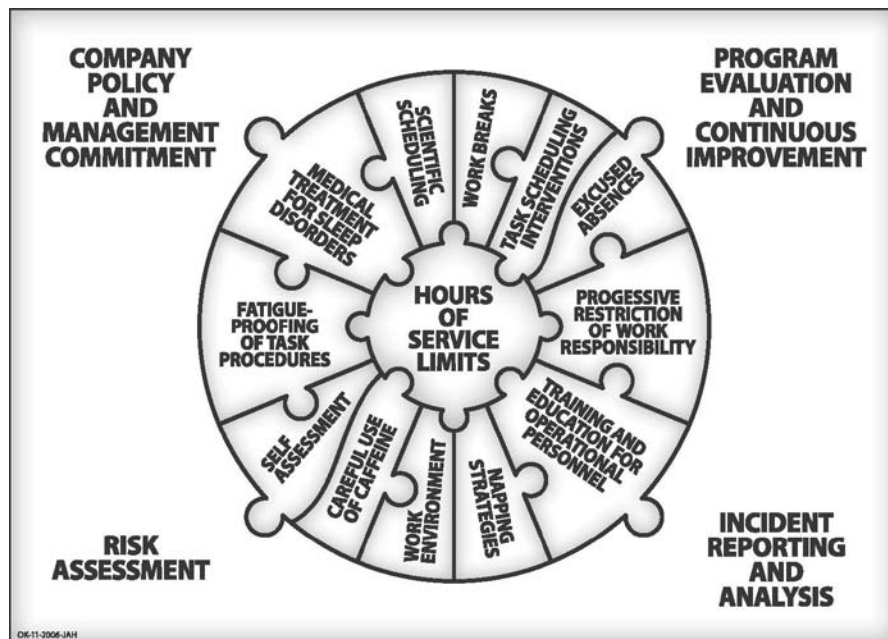 COMPANY
POLICY
AND
MANAGEMENT
COMMITMENT
PROGRAM
EVALUATION
AND
CONTINUOUS
IMPROVEMENT
SCIENTIFIC
SCHEDULING
WORK BREAKS
TASK SCHEDULING
INTERVENTIONS
EXCUSED
ABSENCES
MEDICAL
TREATMENT
FOR SLEEP
DISORDERS
FATIGUE-
PROOFING
OF TASK
PROCEDURES
HOURS
OF
SERVICE
LIMITS
PROGESSIVE
RESTRICTION
OF WORK
RESPONSIBILITY
SELF
ASSESSMENT
CAREFUL USE
OF CAFFEINE
WORK
ENVIRONMENT
NAPPING
STRATEGIES
TRAINING AND
EDUCATION FOR
OPERATIONAL
PERSONNEL
RISK
ASSESSMENT
INCIDENT
REPORTING
AND
ANALYSIS
OK-11-2006-JAH